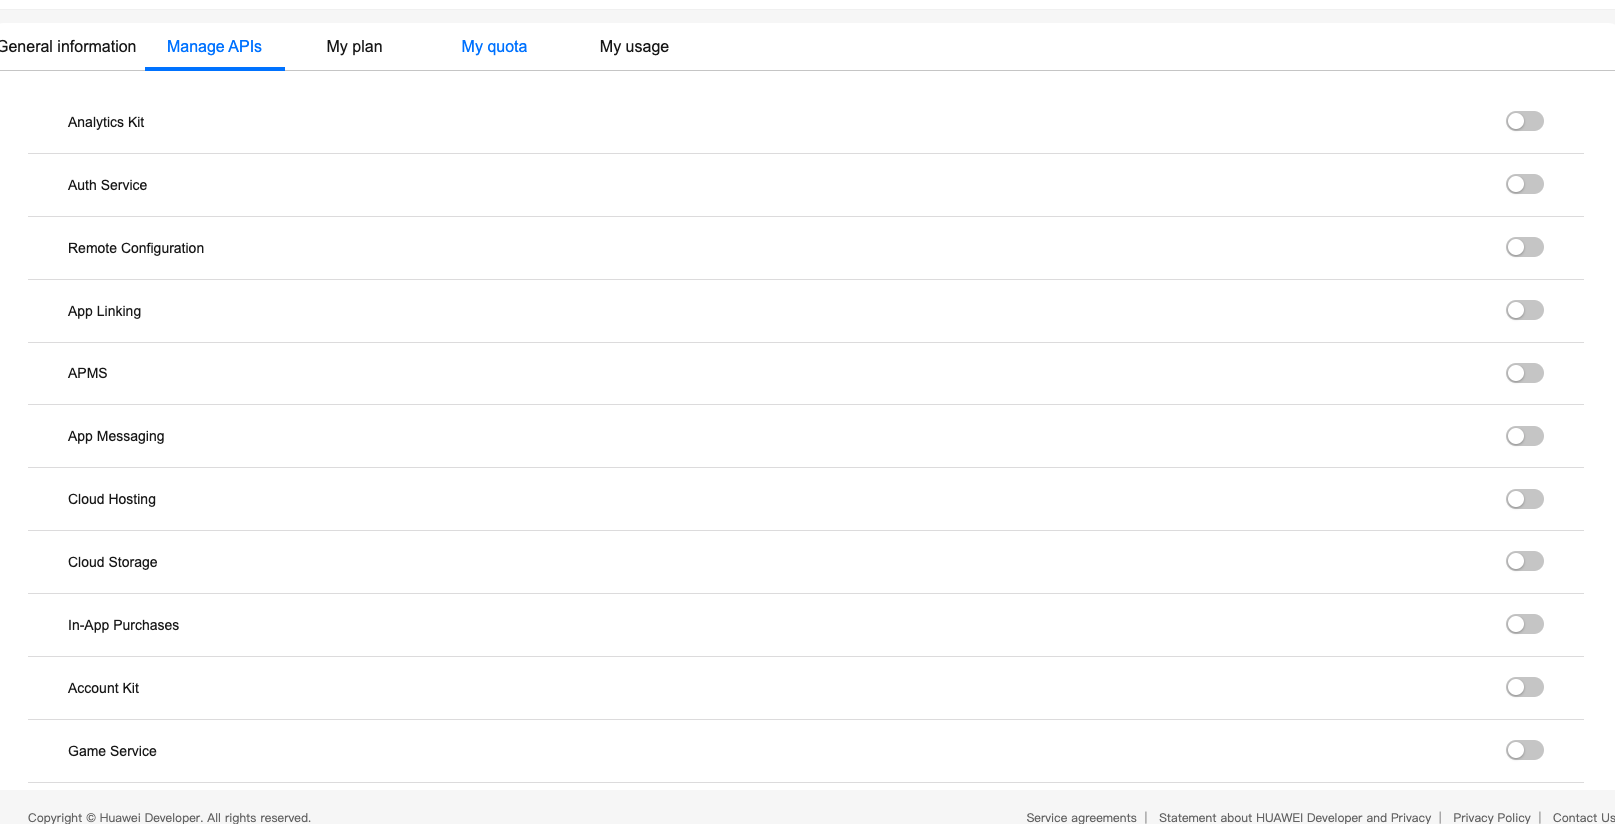 General information Manage APIs My plan My quota My usage
Analytics Kit
Auth Service
Remote Configuration
App Linking
APMS
App Messaging
Cloud Hosting
Cloud Storage
In-App Purchases
Account Kit
Game Service
Copyright © Huawei Developer. All rights reserved. Service agreements | Statement about HUAWEI Developer and Privacy | Privacy Policy | Contact Us